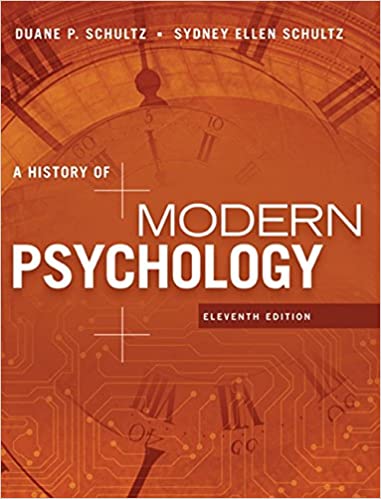 DUANE P. SCHULTZ • SYDNEY ELLEN SCHULTZ
A HISTORY OF
MODERN
PSYCHOLOGY
ELEVENTH EDITION